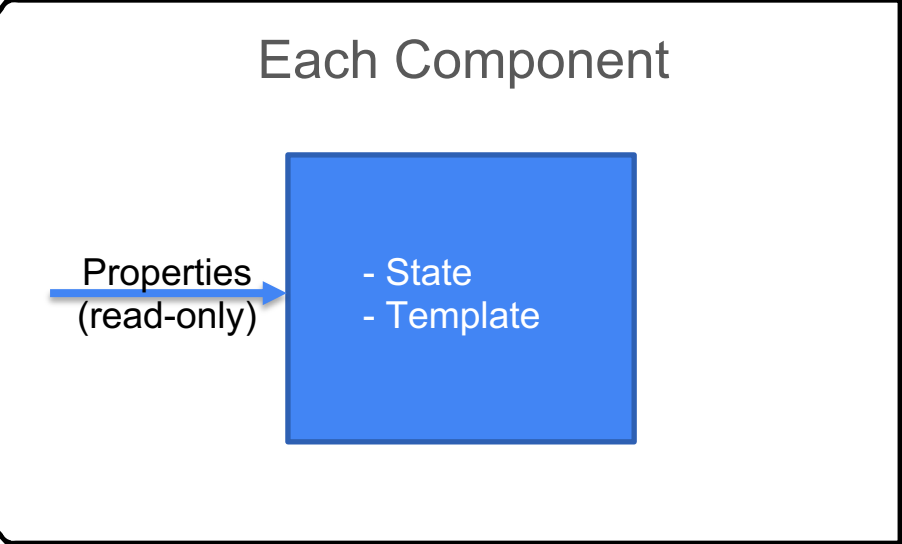 Each Component
Properties
(read-only)
- State
- Template